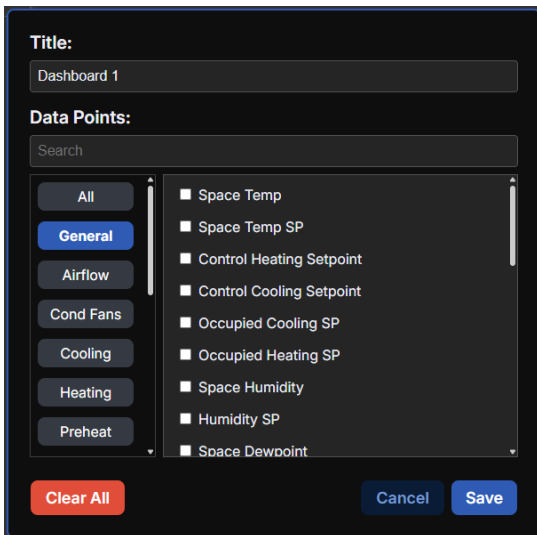 Title:
Dashboard 1
Data Points:
Search
All
General
Airflow
Cond Fans
Cooling
Heating
Preheat
Space Temp
Space Temp SP
Control Heating Setpoint
Control Cooling Setpoint
Occupied Cooling SP
Occupied Heating SP
Space Humidity
Humidity SP
Space Dewpoint
Clear All
Cancel
Save